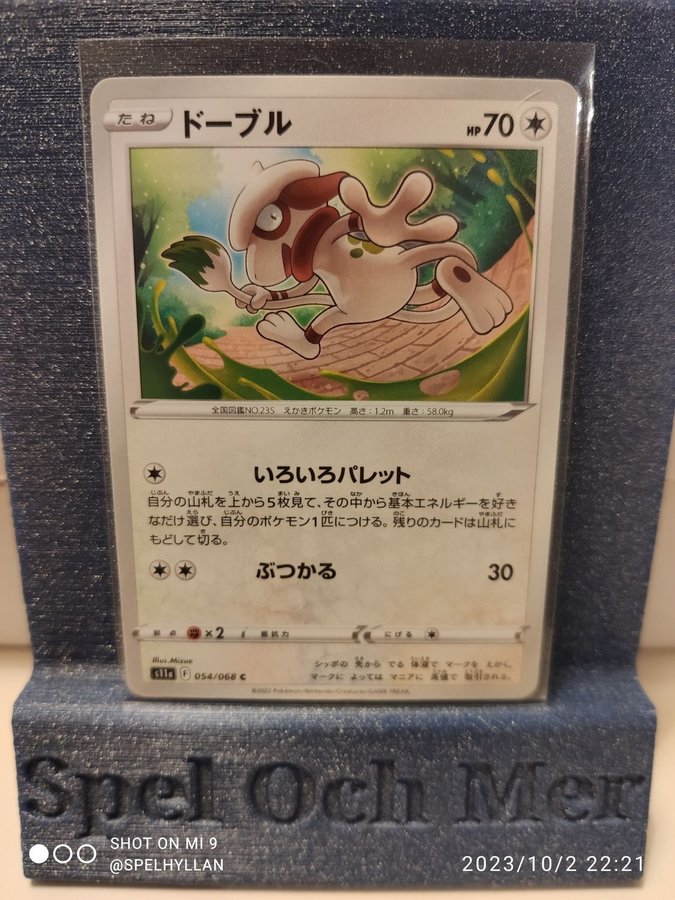 たね ドーブル HP70
全国図鑑NO.235 えかきポケモン 高さ:1.2m 重さ:58.0kg
いろいろパレット
自分の山札を上から5枚見て、その中から基本エネルギーを好き
なだけ選び、自分のポケモン1匹につける。残りのカードは山札に
もどして切る。
ぶつかる 30
弱点 ×2 抵抗力 にげる
Illus.Mizue
s11a F 054/068 C
シッポの 先から でる 体液で マークを えがく。
マークに よっては マニアに 高値で 取引される。
©2022 Pokémon/Nintendo/Creatures/GAME FREAK.
Spel Och Mer
SHOT ON MI 9
@SPELHYLLAN
2023/10/2 22:21